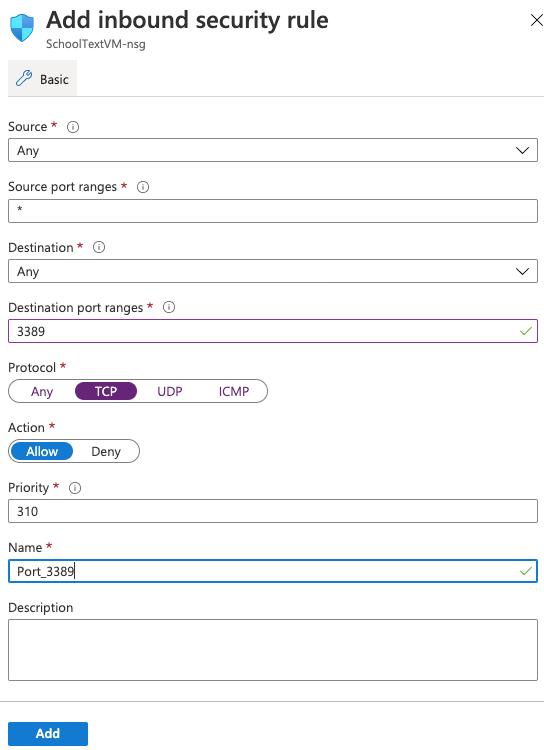 Add inbound security rule
SchoolTextVM-nsg
Basic
Source *
Any
Source port ranges *
*
Destination *
Any
Destination port ranges *
3389
Protocol *
Any TCP UDP ICMP
Action *
Allow Deny
Priority *
310
Name *
Port_3389
Description
Add